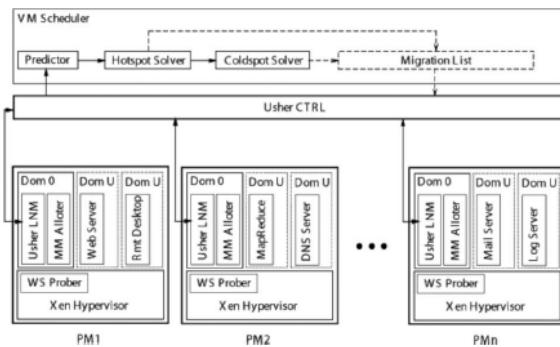 VM Scheduler
Predictor
Hotspot Solver
Coldspot Solver
Migration List
Usher CTRL
Dom 0
Dom U
Dom U
Usher LNM
MM Alloter
Web Server
Rmt Desktop
WS Prober
Xen Hypervisor
PM1
Dom 0
Dom U
Dom U
Usher LNM
MM Alloter
MapReduce
DNS Server
WS Prober
Xen Hypervisor
PM2
Dom 0
Dom U
Dom U
Usher LNM
MM Alloter
Mail Server
Log Server
WS Prober
Xen Hypervisor
PMn